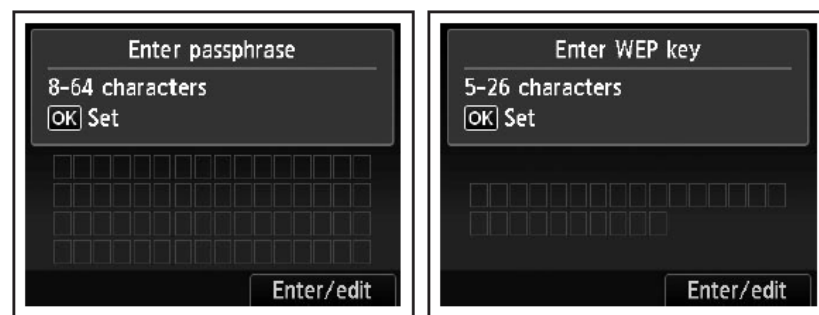 Enter passphrase
8-64 characters
OK Set
Enter/edit
Enter WEP key
5-26 characters
OK Set
Enter/edit